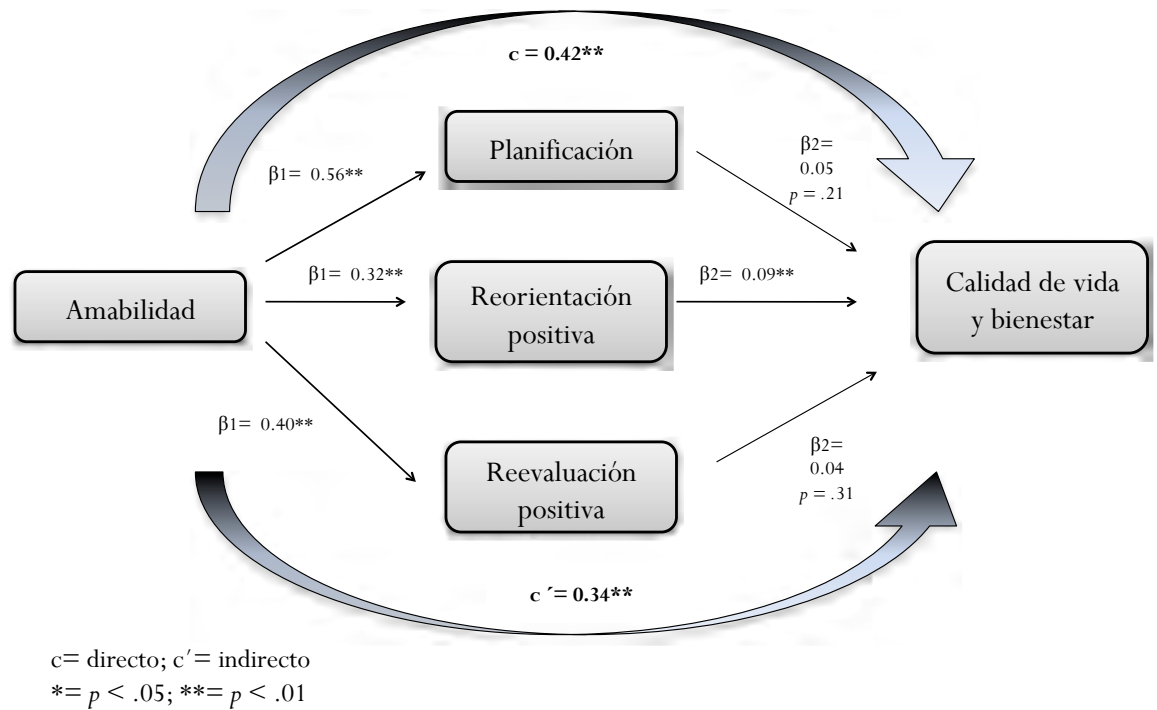 c = 0.42**
Planificación
β1= 0.56**
β2=
0.05
p = .21
Amabilidad
β1= 0.32**
Reorientación
positiva
β2= 0.09**
Calidad de vida
y bienestar
β1= 0.40**
Reevaluación
positiva
β2=
0.04
p = .31
c ´= 0.34**
c= directo; c´= indirecto
*= p < .05; **= p < .01